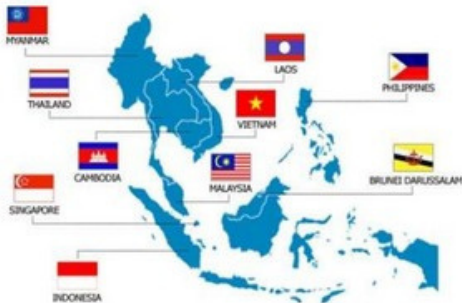 MYANMAR
LAOS
PHILIPPINES
THAILAND
VIETNAM
CAMBODIA
MALAYSIA
BRUNEI DARUSSALAM
SINGAPORE
INDONESIA